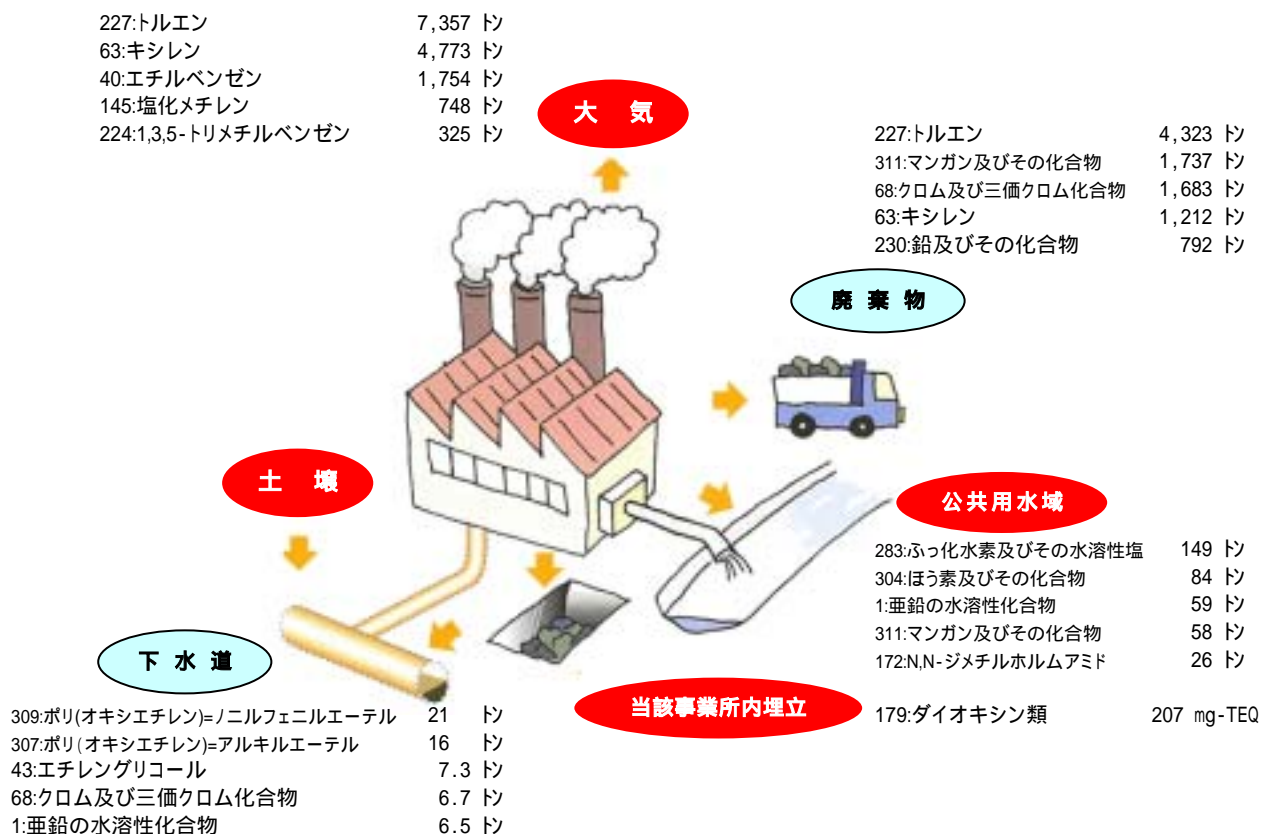 227:トルエン 7,357 トン
63:キシレン 4,773 トン
40:エチルベンゼン 1,754 トン
145:塩化メチレン 748 トン
224:1,3,5-トリメチルベンゼン 325 トン
大 気
227:トルエン 4,323 トン
311:マンガン及びその化合物 1,737 トン
68:クロム及び三価クロム化合物 1,683 トン
63:キシレン 1,212 トン
230:鉛及びその化合物 792 トン
廃 棄 物
土 壌
公共用水域
283:ふっ化水素及びその水溶性塩 149 トン
304:ほう素及びその化合物 84 トン
1:亜鉛の水溶性化合物 59 トン
311:マンガン及びその化合物 58 トン
172:N,N-ジメチルホルムアミド 26 トン
下 水 道
309:ポリ(オキシエチレン)=ノニルフェニルエーテル 21 トン
307:ポリ(オキシエチレン)=アルキルエーテル 16 トン
43:エチレングリコール 7.3 トン
68:クロム及び三価クロム化合物 6.7 トン
1:亜鉛の水溶性化合物 6.5 トン
当該事業所内埋立
179:ダイオキシン類 207 mg-TEQ